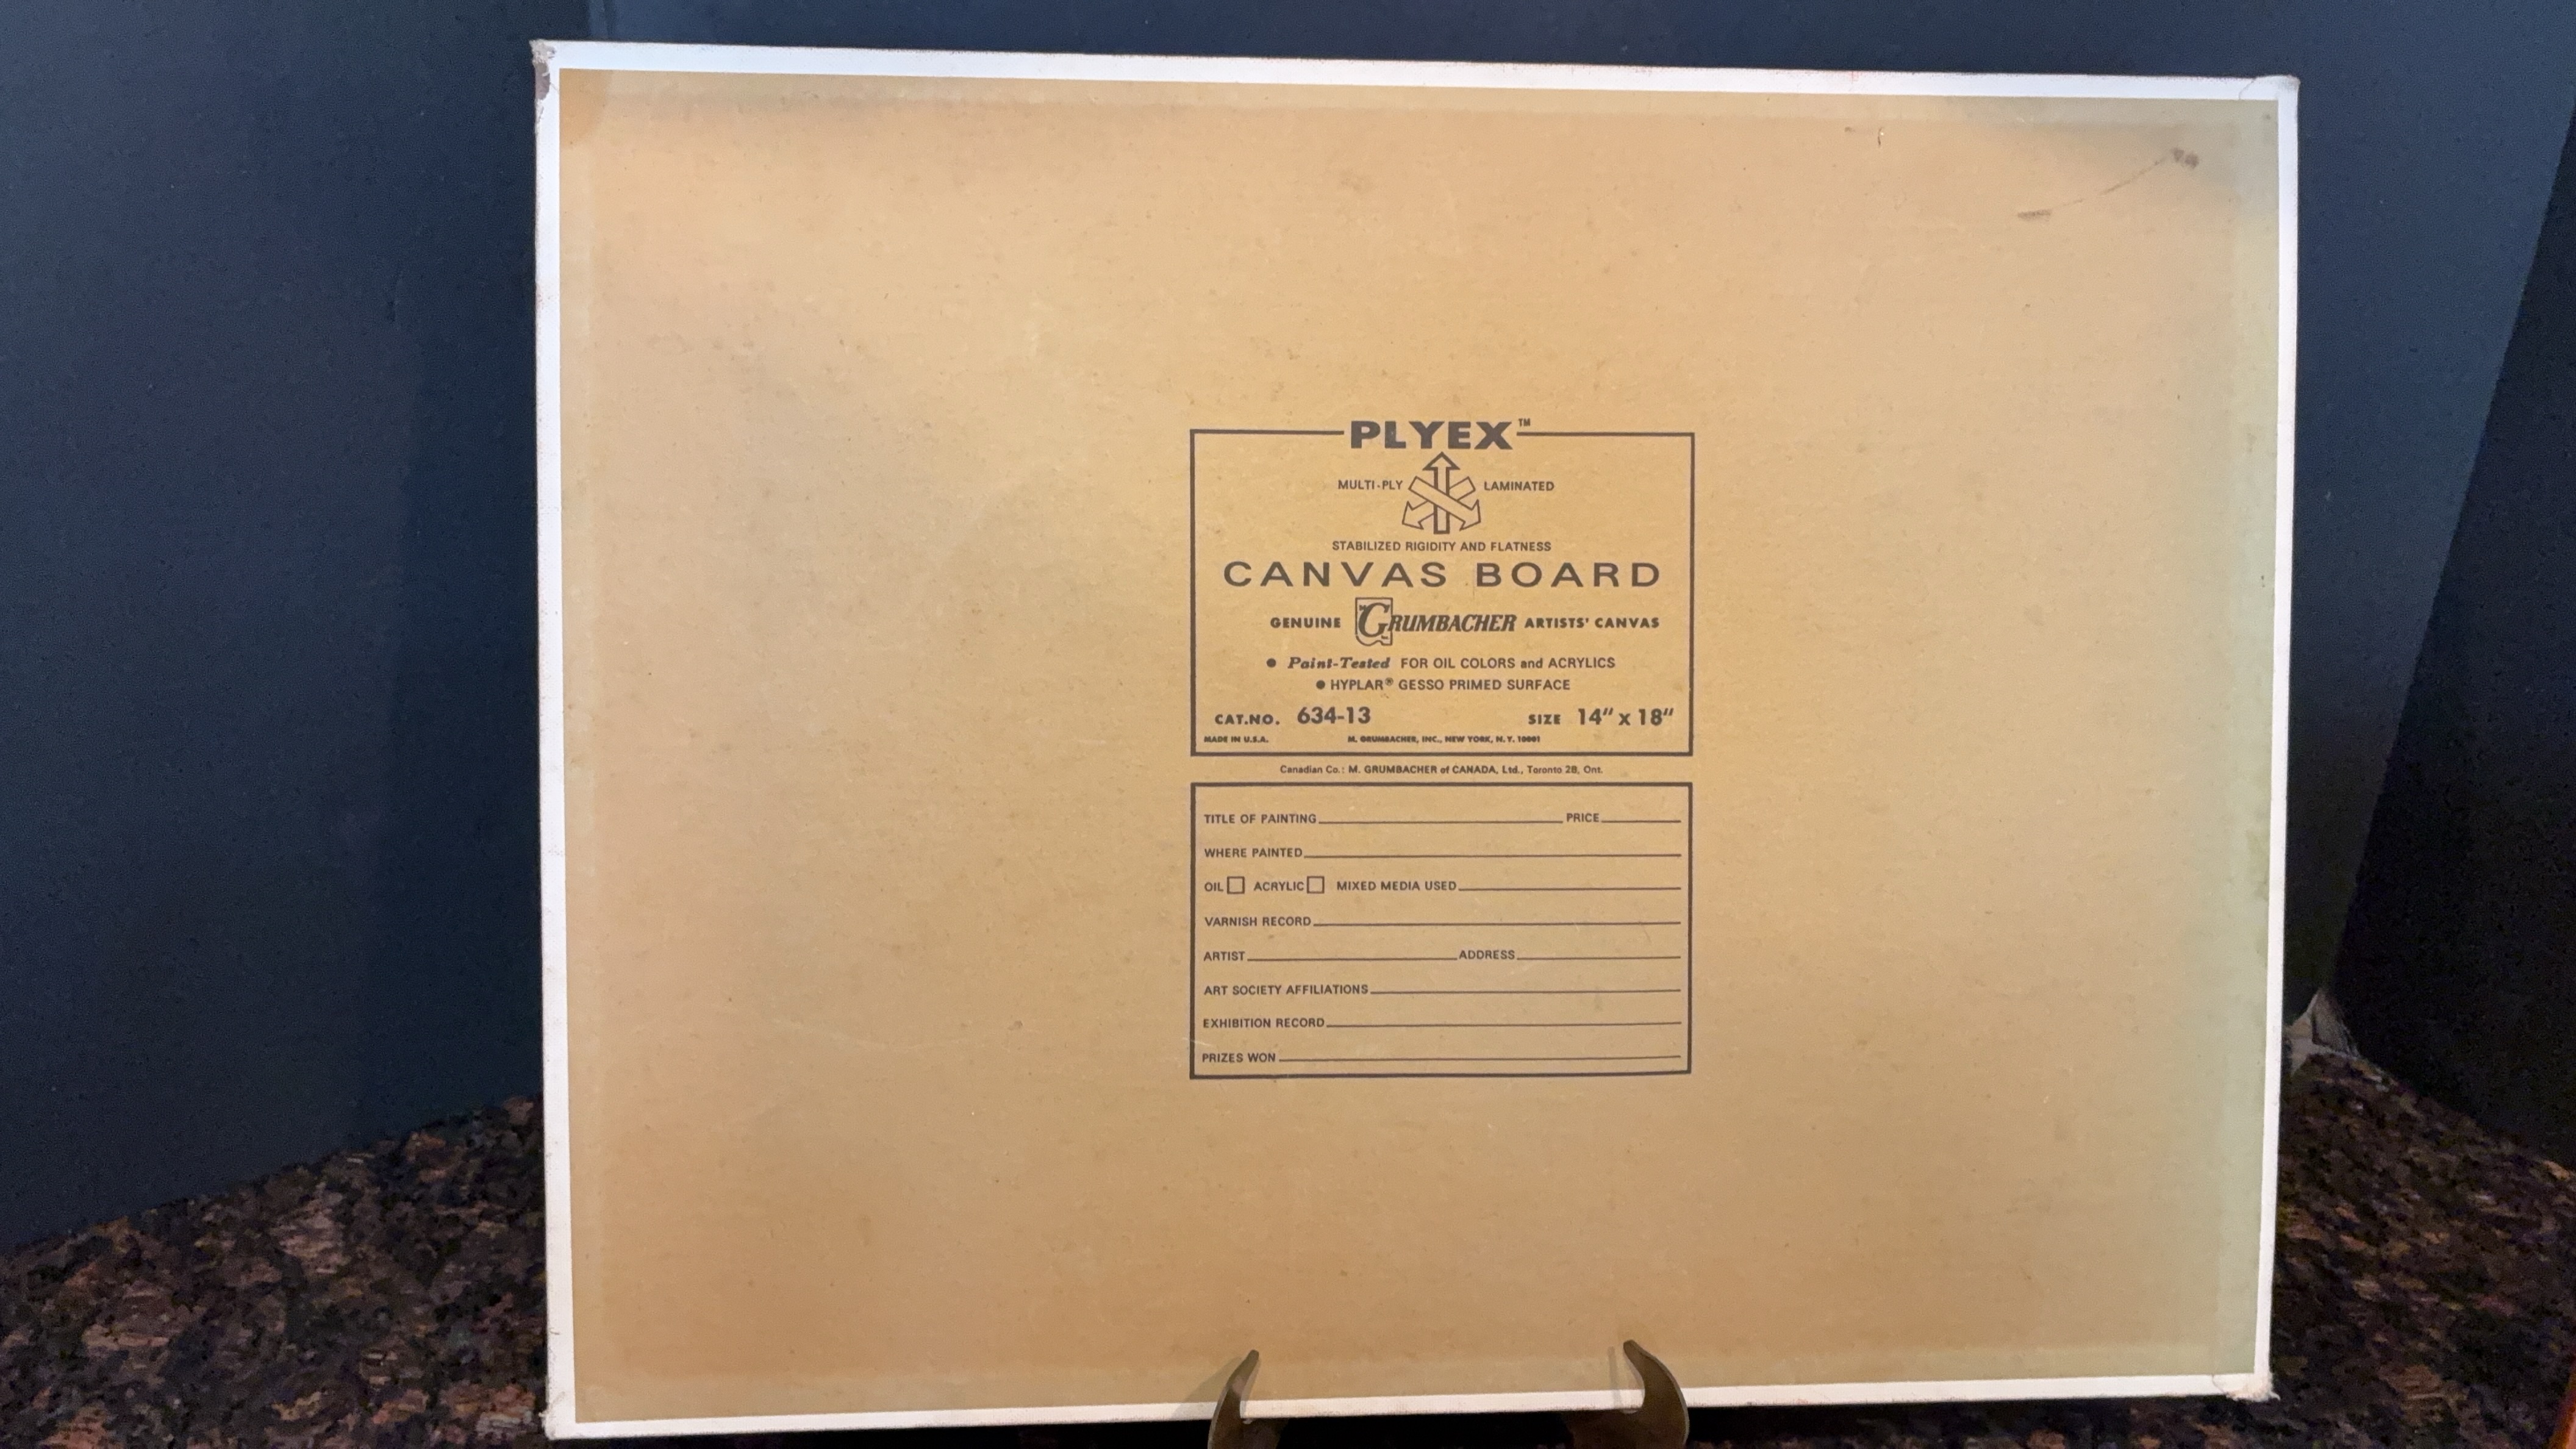 PLYEX™
MULTI-PLY LAMINATED
STABILIZED RIGIDITY AND FLATNESS
CANVAS BOARD
GENUINE GRUMBACHER ARTISTS' CANVAS
• Paint-Tested FOR OIL COLORS and ACRYLICS
• HYPLAR® GESSO PRIMED SURFACE
CAT.NO. 634-13 SIZE 14" x 18"
MADE IN U.S.A. M. GRUMBACHER, INC., NEW YORK, N.Y. 10001
Canadian Co.: M. GRUMBACHER of CANADA, Ltd., Toronto 28, Ont.
TITLE OF PAINTING PRICE
WHERE PAINTED
OIL ACRYLIC MIXED MEDIA USED
VARNISH RECORD
ARTIST ADDRESS
ART SOCIETY AFFILIATIONS
EXHIBITION RECORD
PRIZES WON